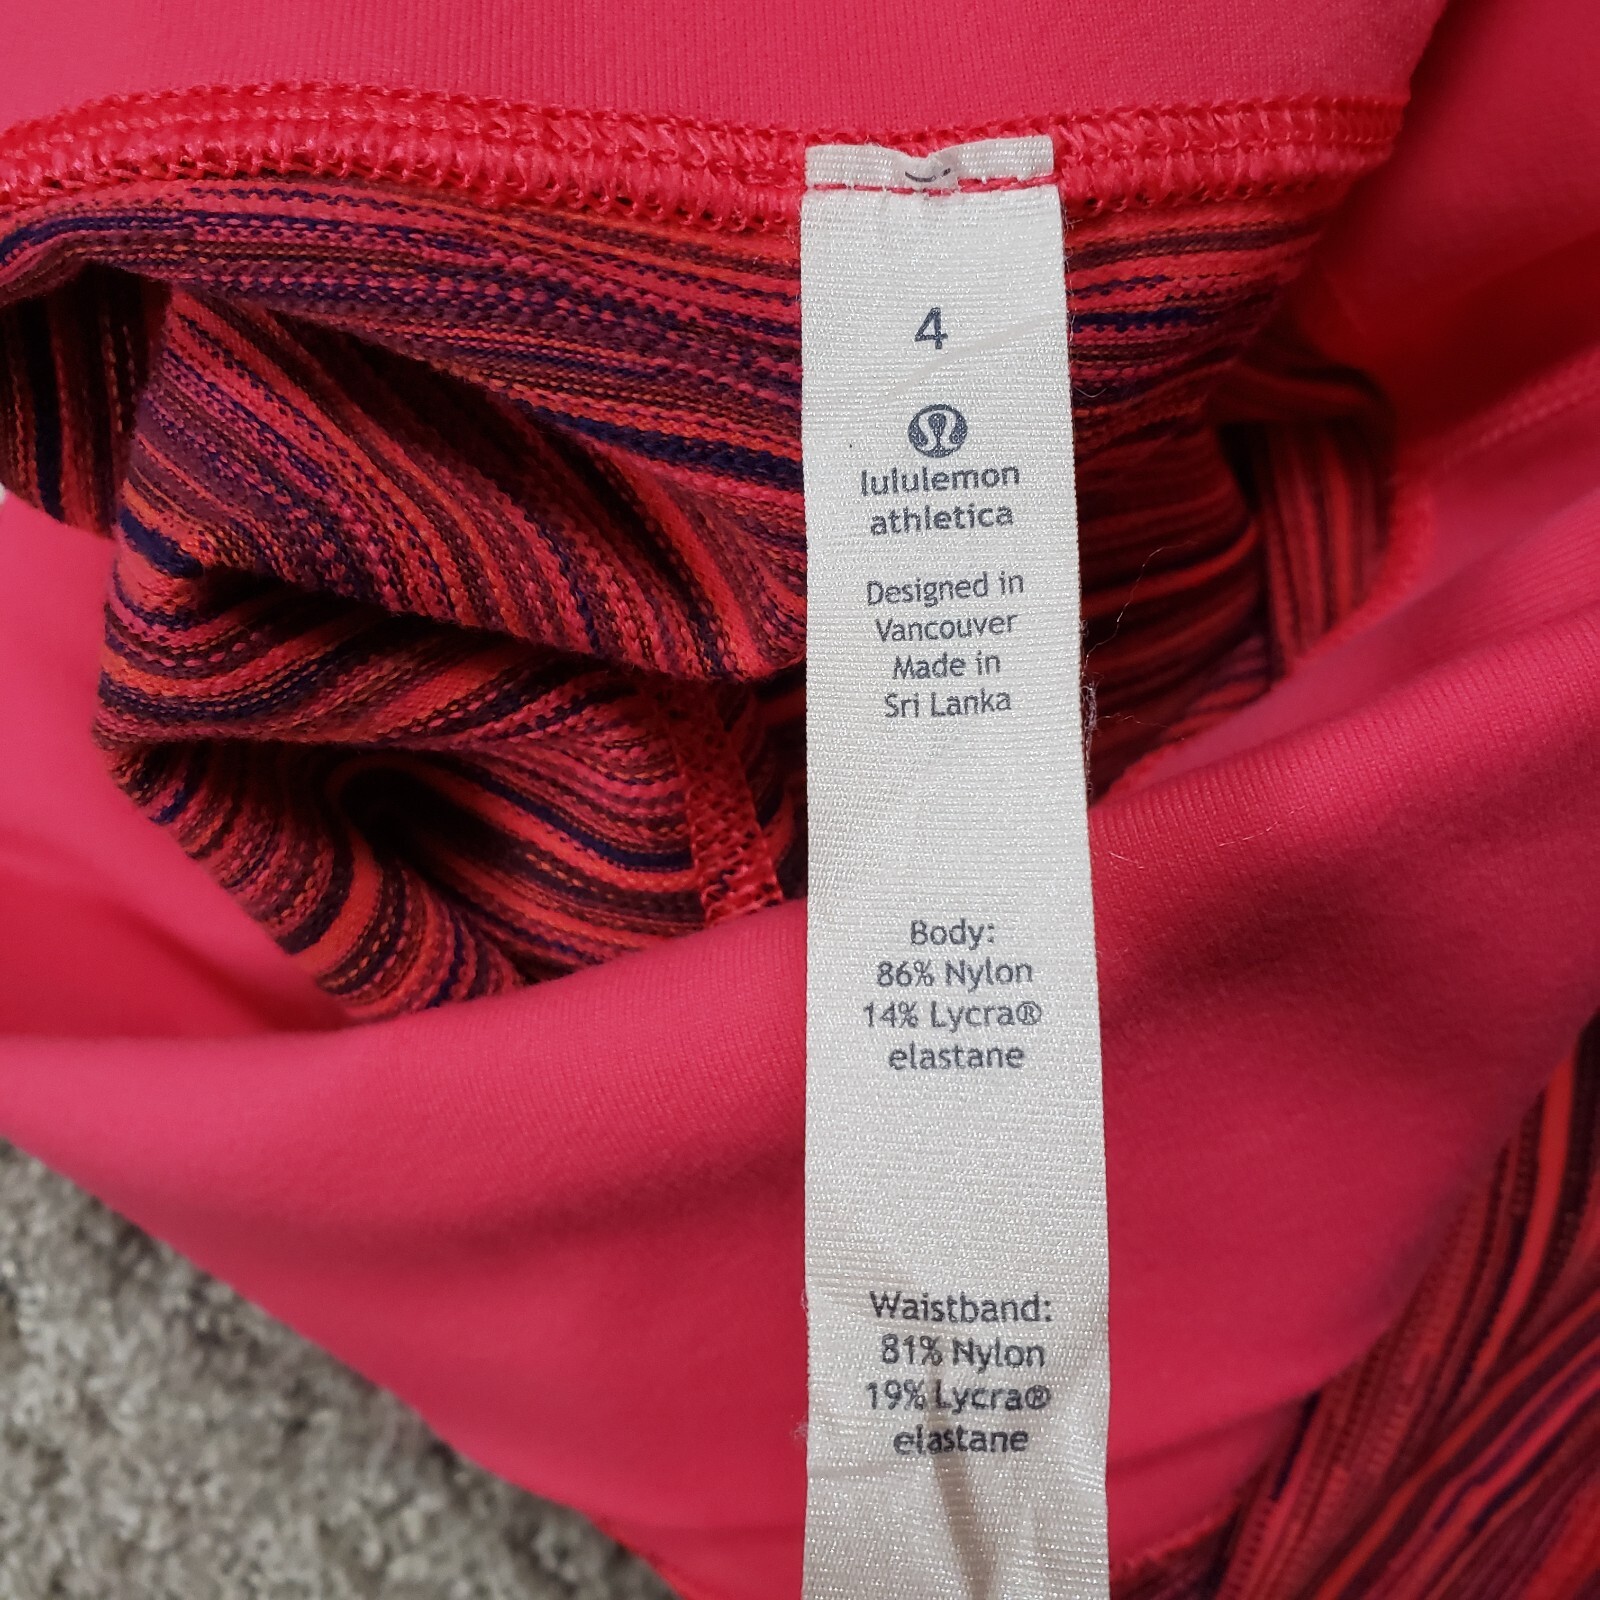 4
lululemon
athletica
Designed in
Vancouver
Made in
Sri Lanka
Body:
86% Nylon
14% Lycra®
elastane
Waistband:
81% Nylon
19% Lycra®
elastane